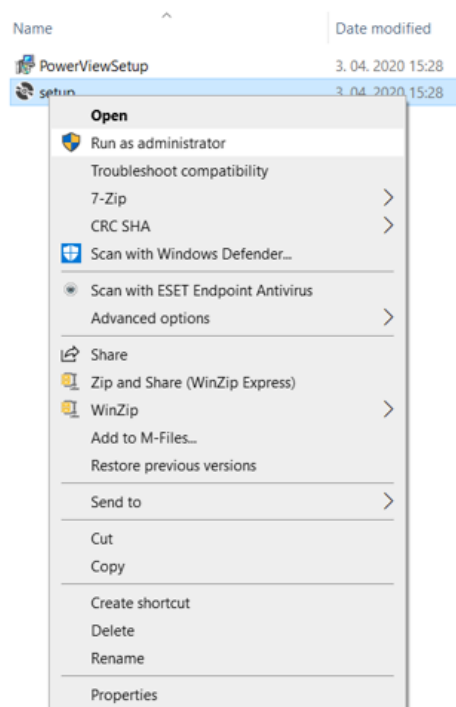 Name Date modified
PowerViewSetup 3. 04. 2020 15:28
setup 3. 04. 2020 15:28
Open
Run as administrator
Troubleshoot compatibility
7-Zip
CRC SHA
Scan with Windows Defender...
Scan with ESET Endpoint Antivirus
Advanced options
Share
Zip and Share (WinZip Express)
WinZip
Add to M-Files...
Restore previous versions
Send to
Cut
Copy
Create shortcut
Delete
Rename
Properties